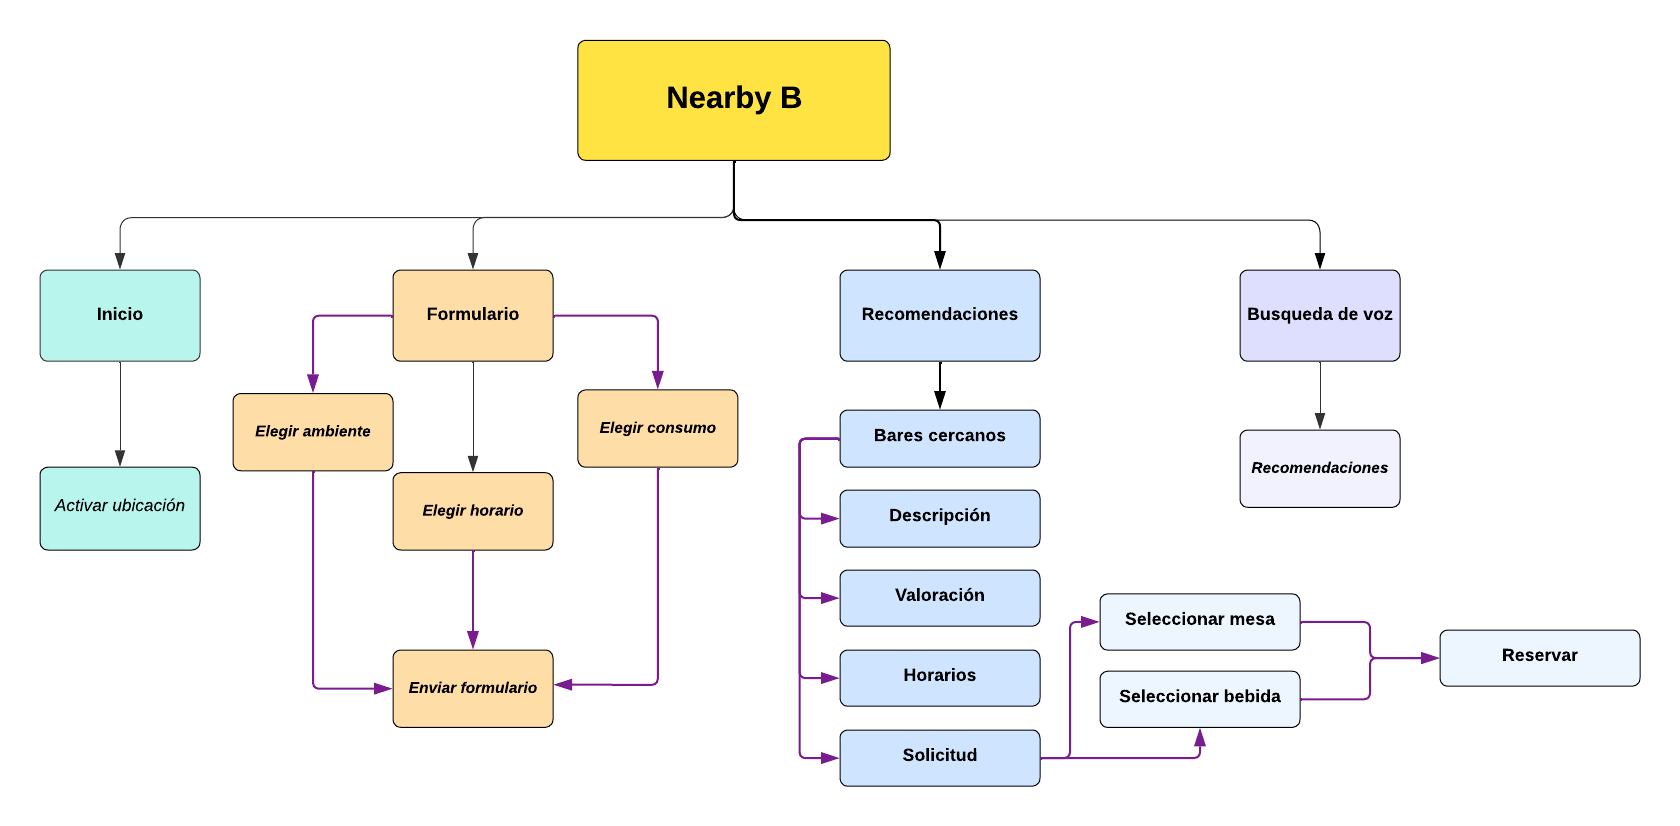 Nearby B
Inicio
Formulario
Recomendaciones
Busqueda de voz
Elegir ambiente
Elegir consumo
Bares cercanos
Recomendaciones
Activar ubicación
Elegir horario
Descripción
Valoración
Seleccionar mesa
Reservar
Horarios
Enviar formulario
Seleccionar bebida
Solicitud